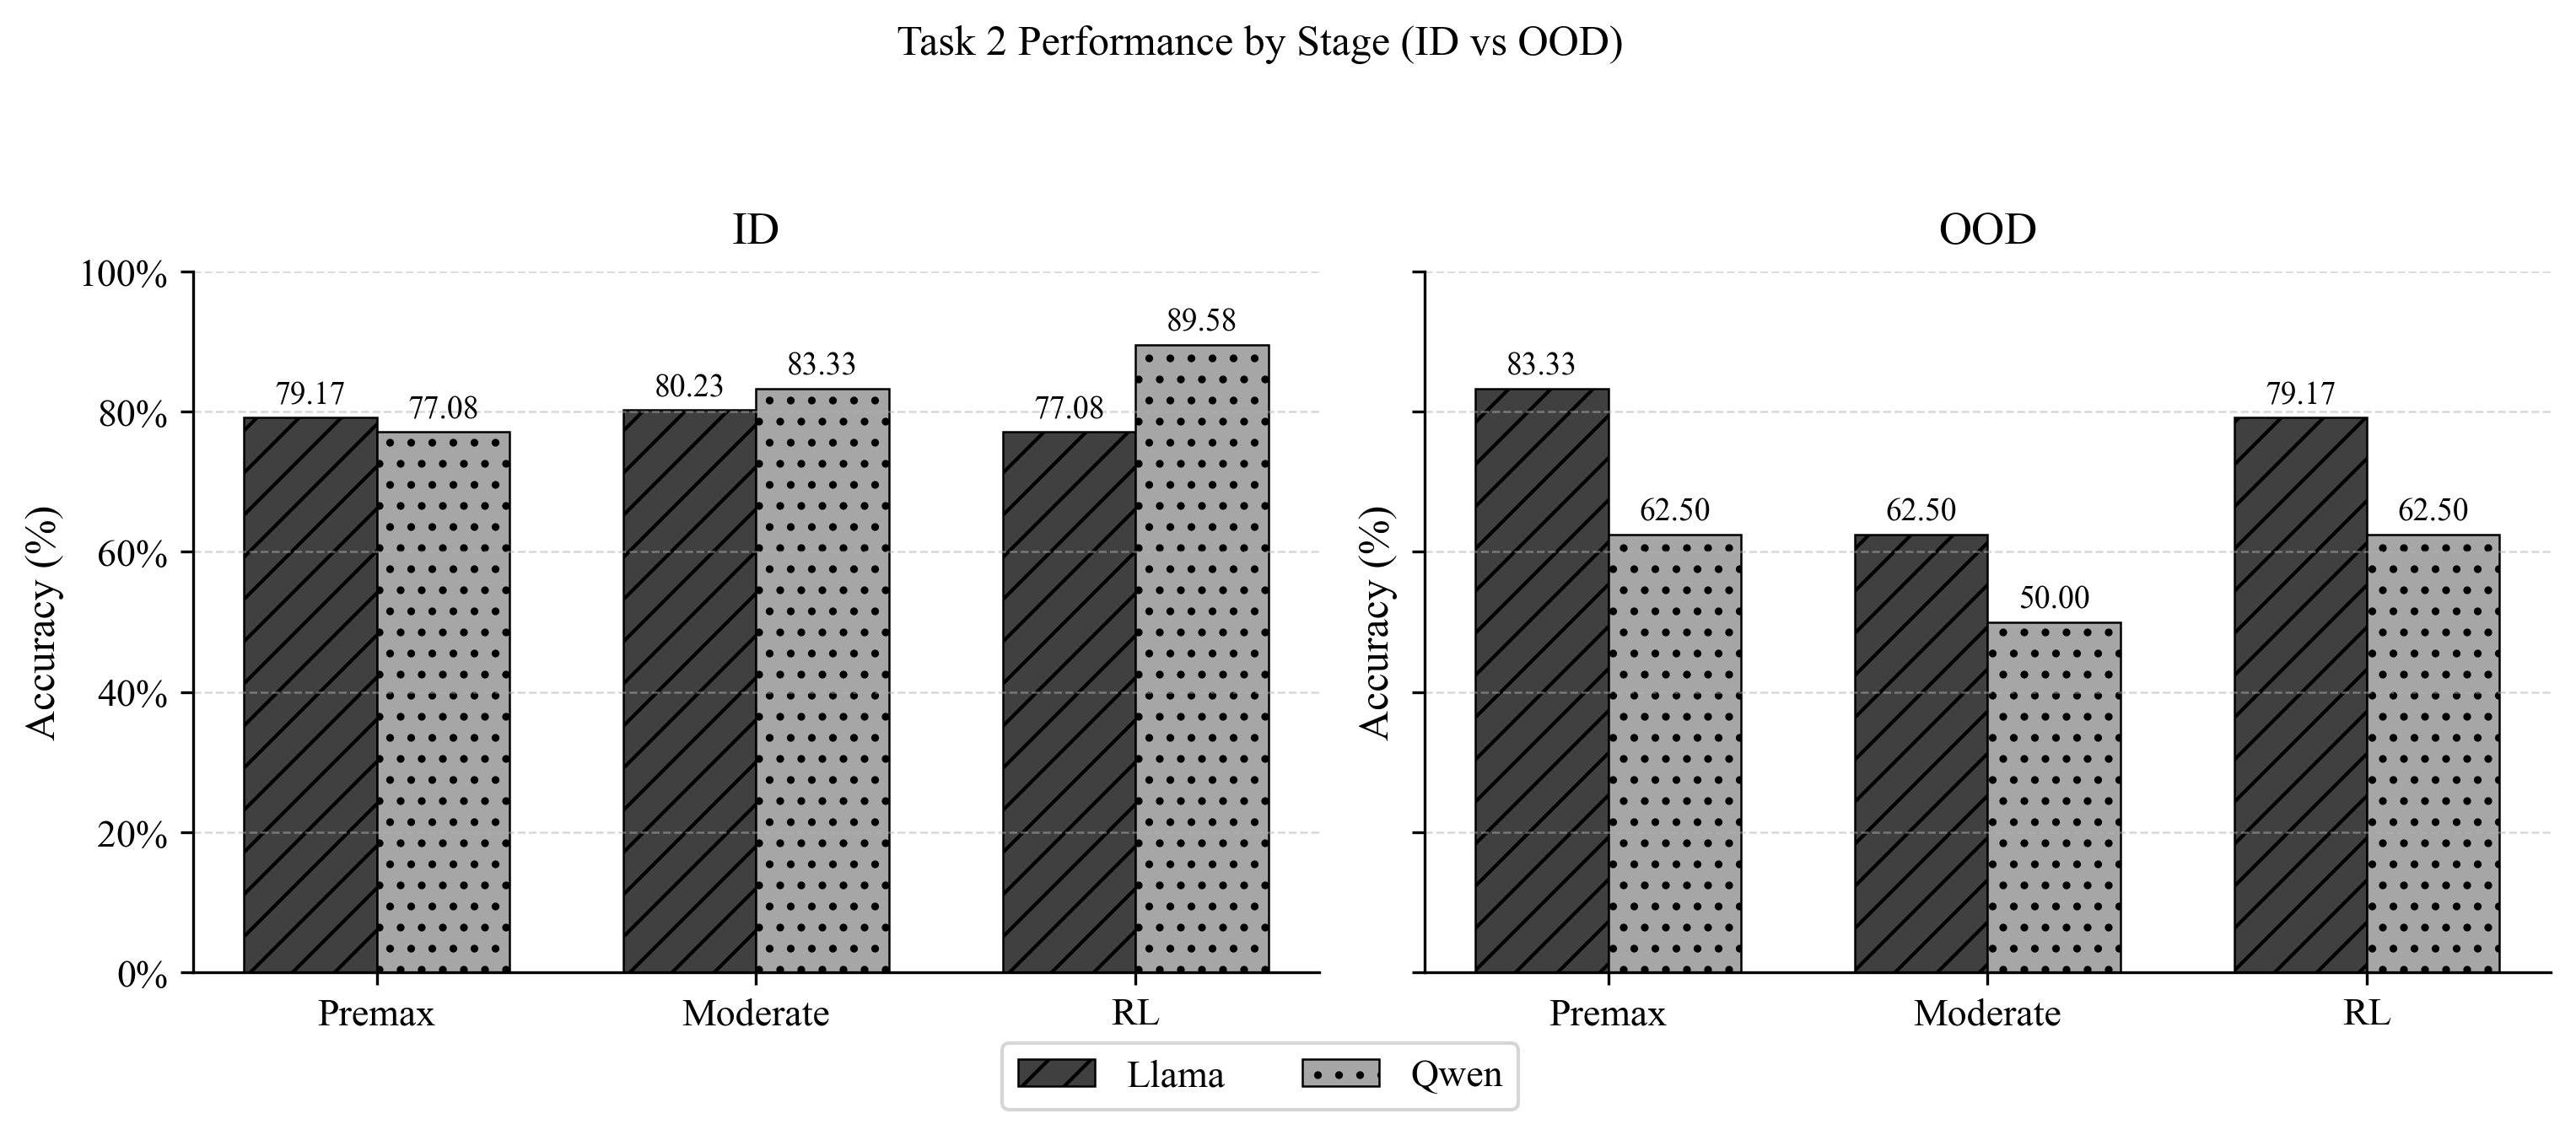 Task 2 Performance by Stage (ID vs OOD)
ID
Accuracy (%)
100%
80%
60%
40%
20%
0%
79.17
77.08
80.23
83.33
77.08
89.58
Premax
Moderate
RL
OOD
Accuracy (%)
83.33
62.50
62.50
50.00
79.17
62.50
Premax
Moderate
RL
Llama
Qwen